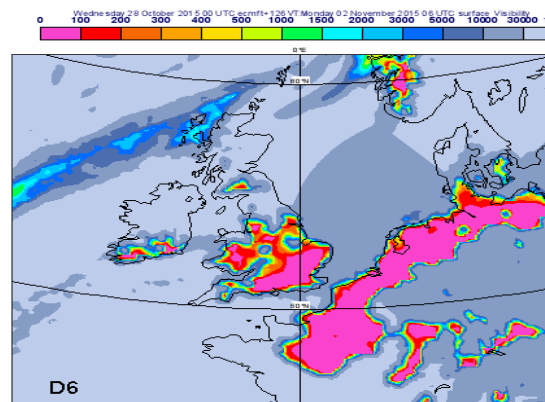 Wednesday 28 October 2015 00 UTC ecmf t+126 VT:Monday 02 November 2015 06 UTC surface Visibility
0 100 200 300 400 500 1000 1500 2000 3000 5000 10000 30000
0°E
60°N
50°N
D6